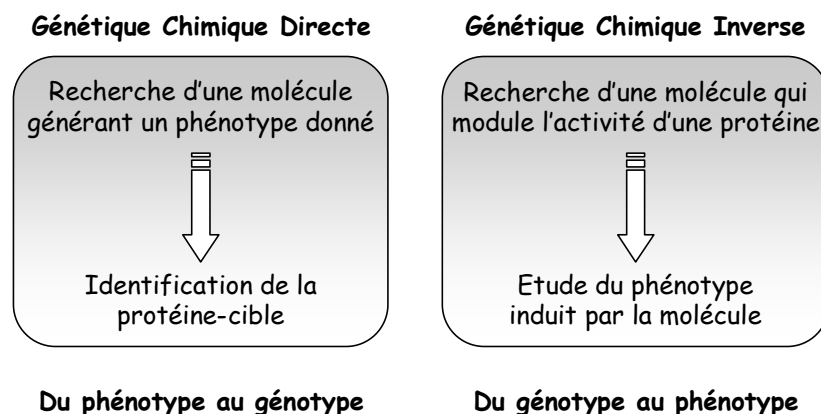 Génétique Chimique Directe
Recherche d'une molécule
générant un phénotype donné
Identification de la
protéine-cible
Du phénotype au génotype
Génétique Chimique Inverse
Recherche d'une molécule qui
module l'activité d'une protéine
Etude du phénotype
induit par la molécule
Du génotype au phénotype